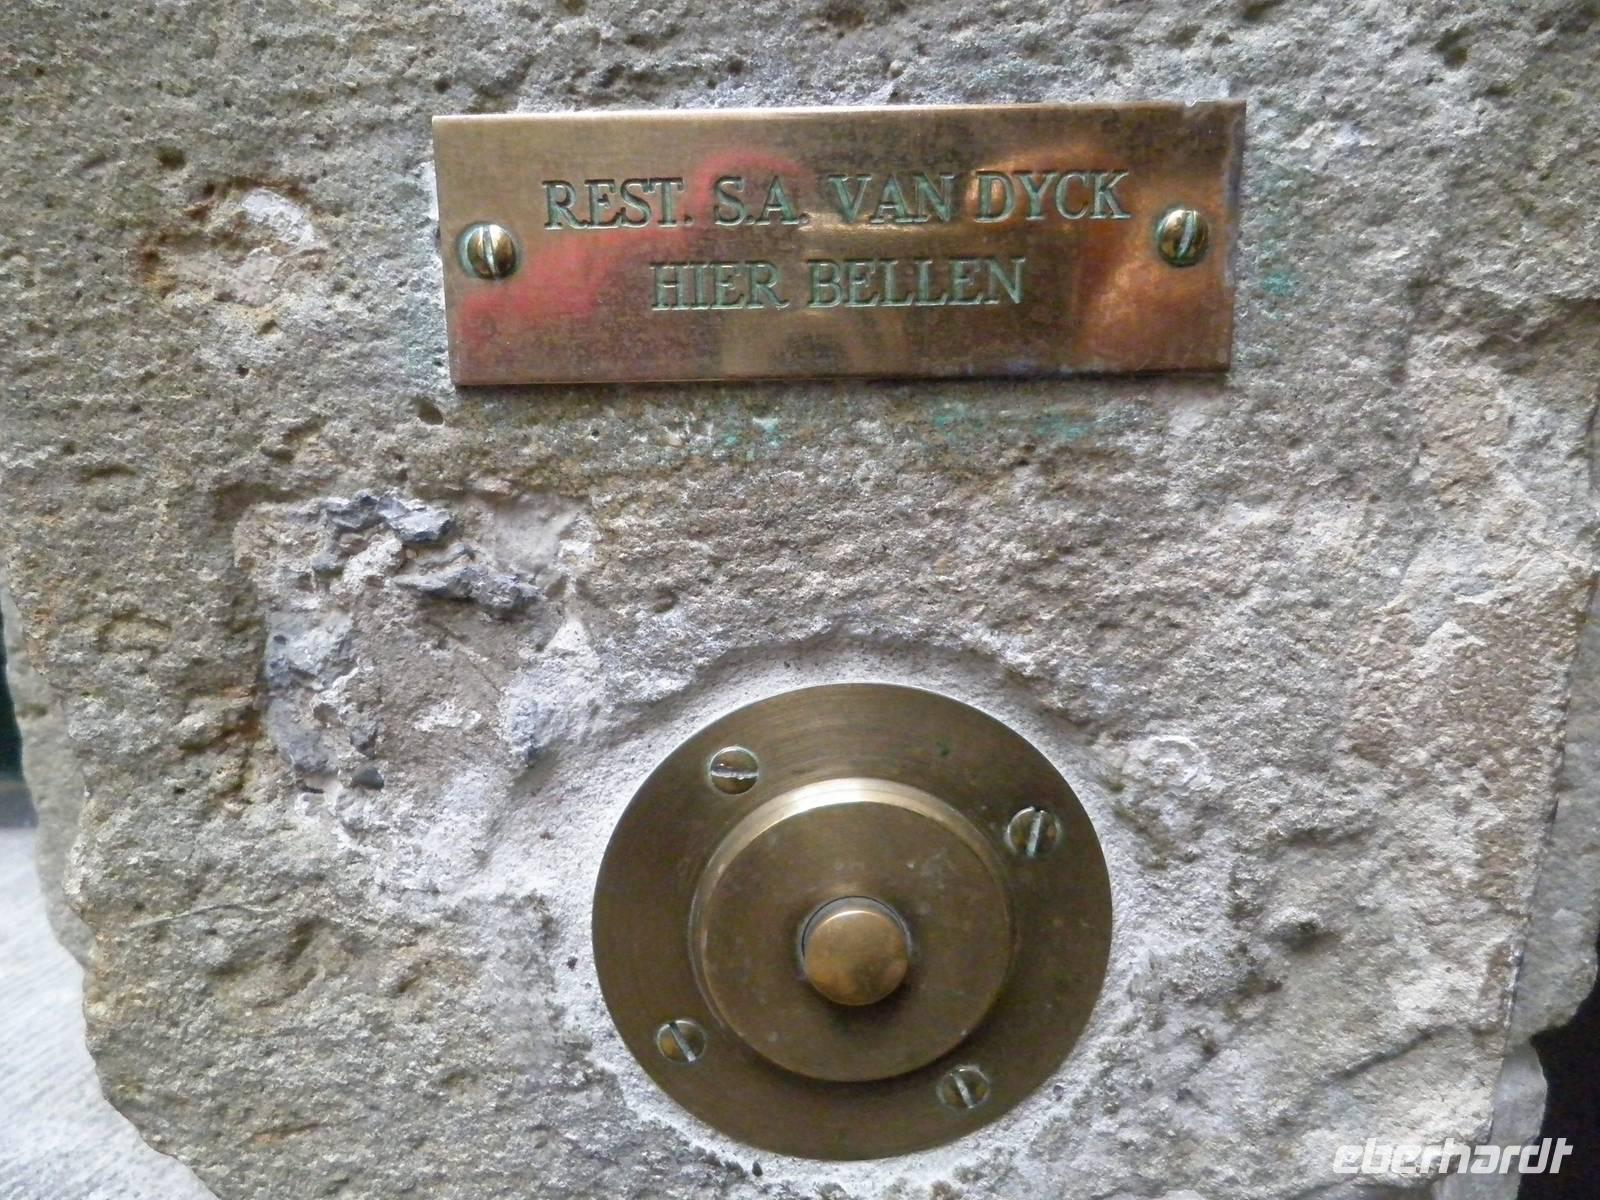 REST. S.A. VAN DYCK
HIER BELLEN
eberhardt